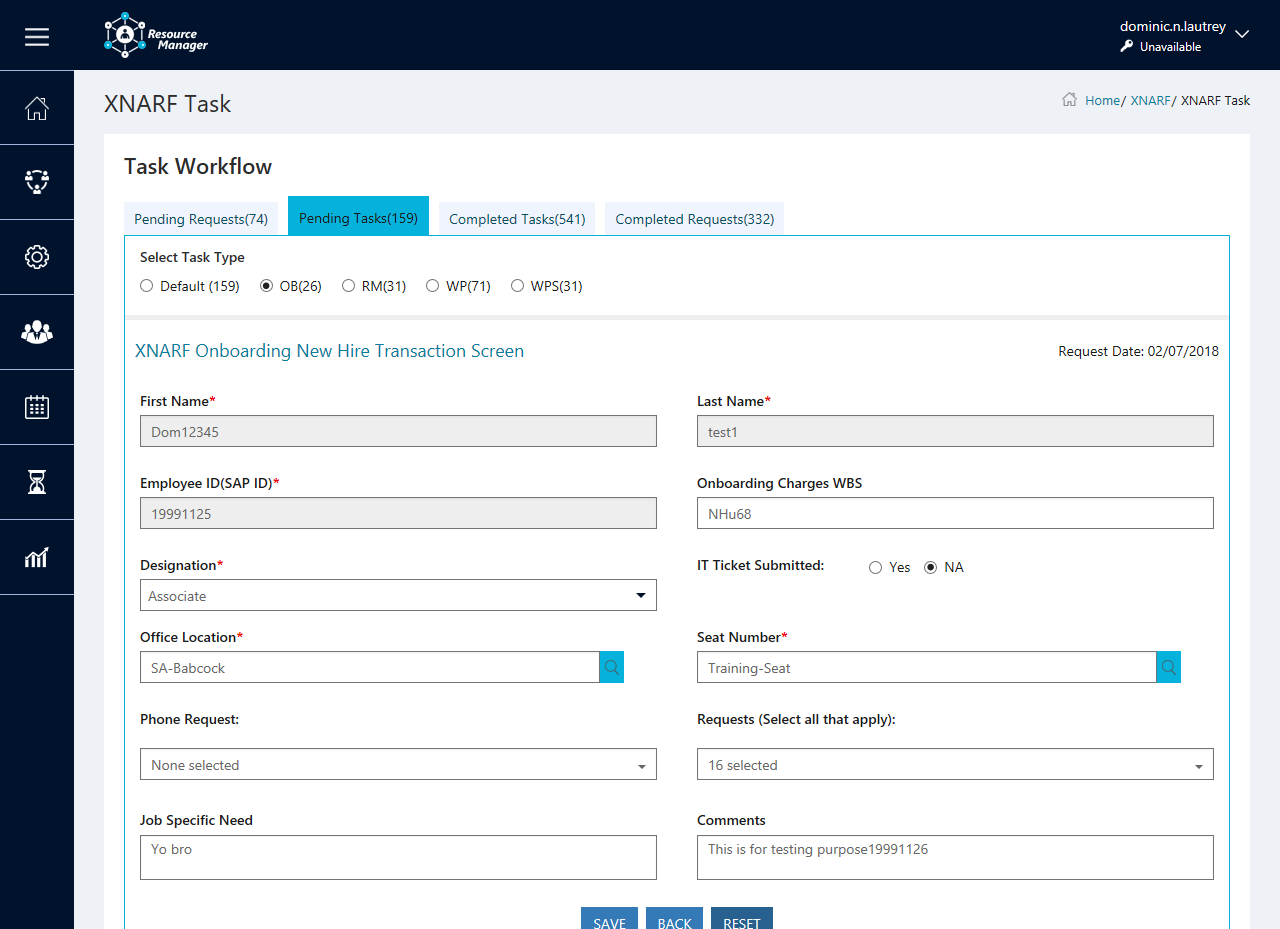 Resource Manager
dominic.n.lautrey
Unavailable
XNARF Task
Home/ XNARF/ XNARF Task
Task Workflow
Pending Requests(74) Pending Tasks(159) Completed Tasks(541) Completed Requests(332)
Select Task Type
Default (159) OB(26) RM(31) WP(71) WPS(31)
XNARF Onboarding New Hire Transaction Screen Request Date: 02/07/2018
First Name* Last Name*
Dom12345 test1
Employee ID(SAP ID)* Onboarding Charges WBS
19991125 NHu68
Designation* IT Ticket Submitted: Yes NA
Associate
Office Location* Seat Number*
SA-Babcock Training-Seat
Phone Request: Requests (Select all that apply):
None selected 16 selected
Job Specific Need Comments
Yo bro This is for testing purpose19991126
SAVE BACK RESET